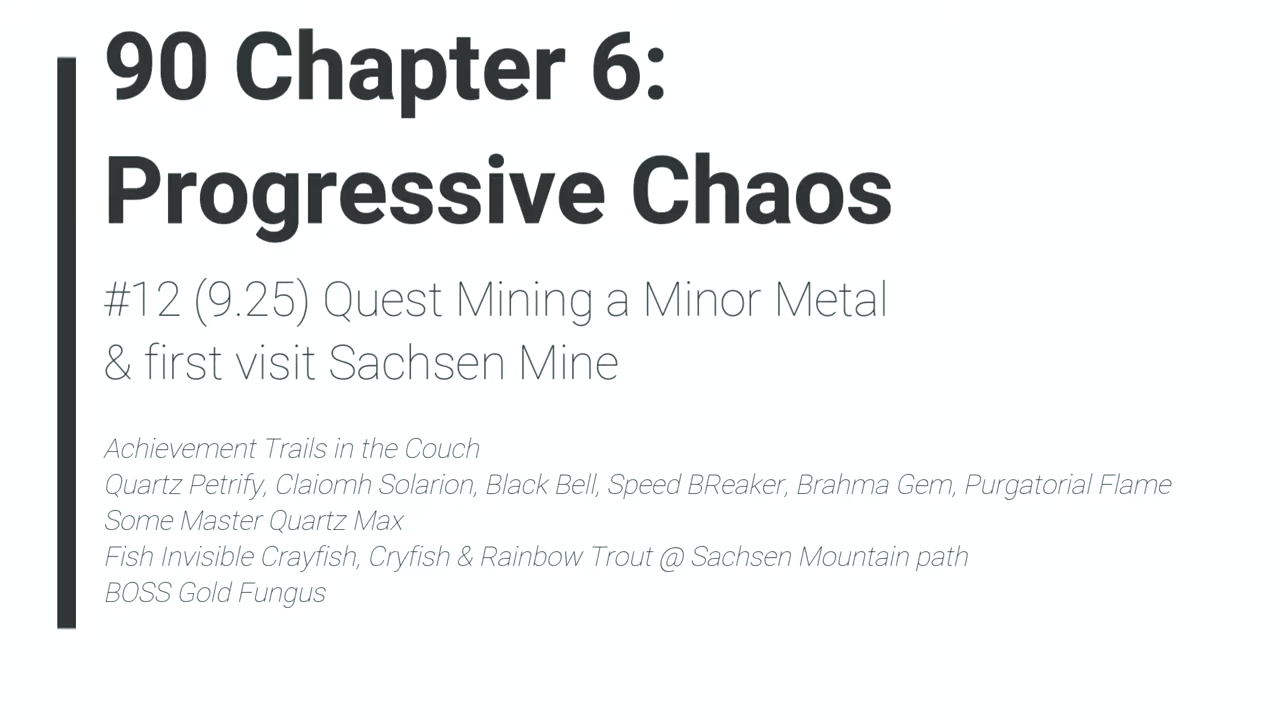 90 Chapter 6:
Progressive Chaos
#12 (9.25) Quest Mining a Minor Metal
& first visit Sachsen Mine
Achievement Trails in the Couch
Quartz Petrify, Claiomh Solarion, Black Bell, Speed BReaker, Brahma Gem, Purgatorial Flame
Some Master Quartz Max
Fish Invisible Crayfish, Cryfish & Rainbow Trout @ Sachsen Mountain path
BOSS Gold Fungus